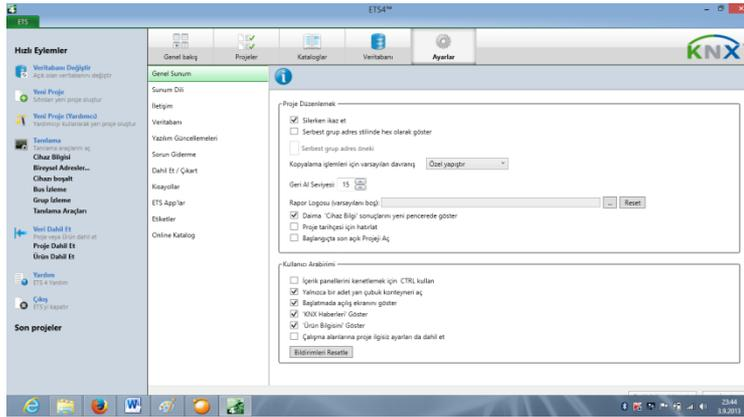 ETS4™
ETS
Hızlı Eylemler
Veritabanı Değiştir
Açık olan veritabanını değiştir
Yeni Proje
Sıfırdan yeni proje oluştur
Yeni Proje (Yardımcı)
Yardımcıyı kullanarak yeni proje oluştur
Tanılama
Tanılama araçlarını aç
Cihaz Bilgisi
Bireysel Adresler...
Cihazı boşalt
Bus İzleme
Grup İzleme
Tanılama Araçları
Veri Dahil Et
Proje veya Ürün dahil et
Proje Dahil Et
Ürün Dahil Et
Yardım
ETS 4 Yardım
Çıkış
ETS'yi kapatır
Son projeler
Genel bakış
Projeler
Kataloglar
Veritabanı
Ayarlar
KNX
Genel Sunum
Sunum Dili
İletişim
Veritabanı
Yazılım Güncellemeleri
Sorun Giderme
Dahil Et / Çıkart
Kısayollar
ETS App'lar
Etiketler
Online Katalog
Proje Düzenlemek
Silerken ikaz et
Serbest grup adres stilinde hex olarak göster
Serbest grup adres öneki
Kopyalama işlemleri için varsayılan davranış Özel yapıştır
Geri Al Seviyesi 15
Rapor Logosu (varsayılanı boş): ... Reset
Daima 'Cihaz Bilgi' sonuçlarını yeni pencerede göster
Proje tarihçesi için hatırlat
Başlangıçta son açık Projeyi Aç
Kullanıcı Arabirimi
İçerik panellerini kenetlemek için CTRL kullan
Yalnızca bir adet yan çubuk konteyneri aç
Başlatmada açılış ekranını göster
'KNX Haberleri' Göster
'Ürün Bilgisini' Göster
Çalışma alanlarına proje ilgisiz ayarları da dahil et
Bildirimleri Resetle
23:44
3.9.2013